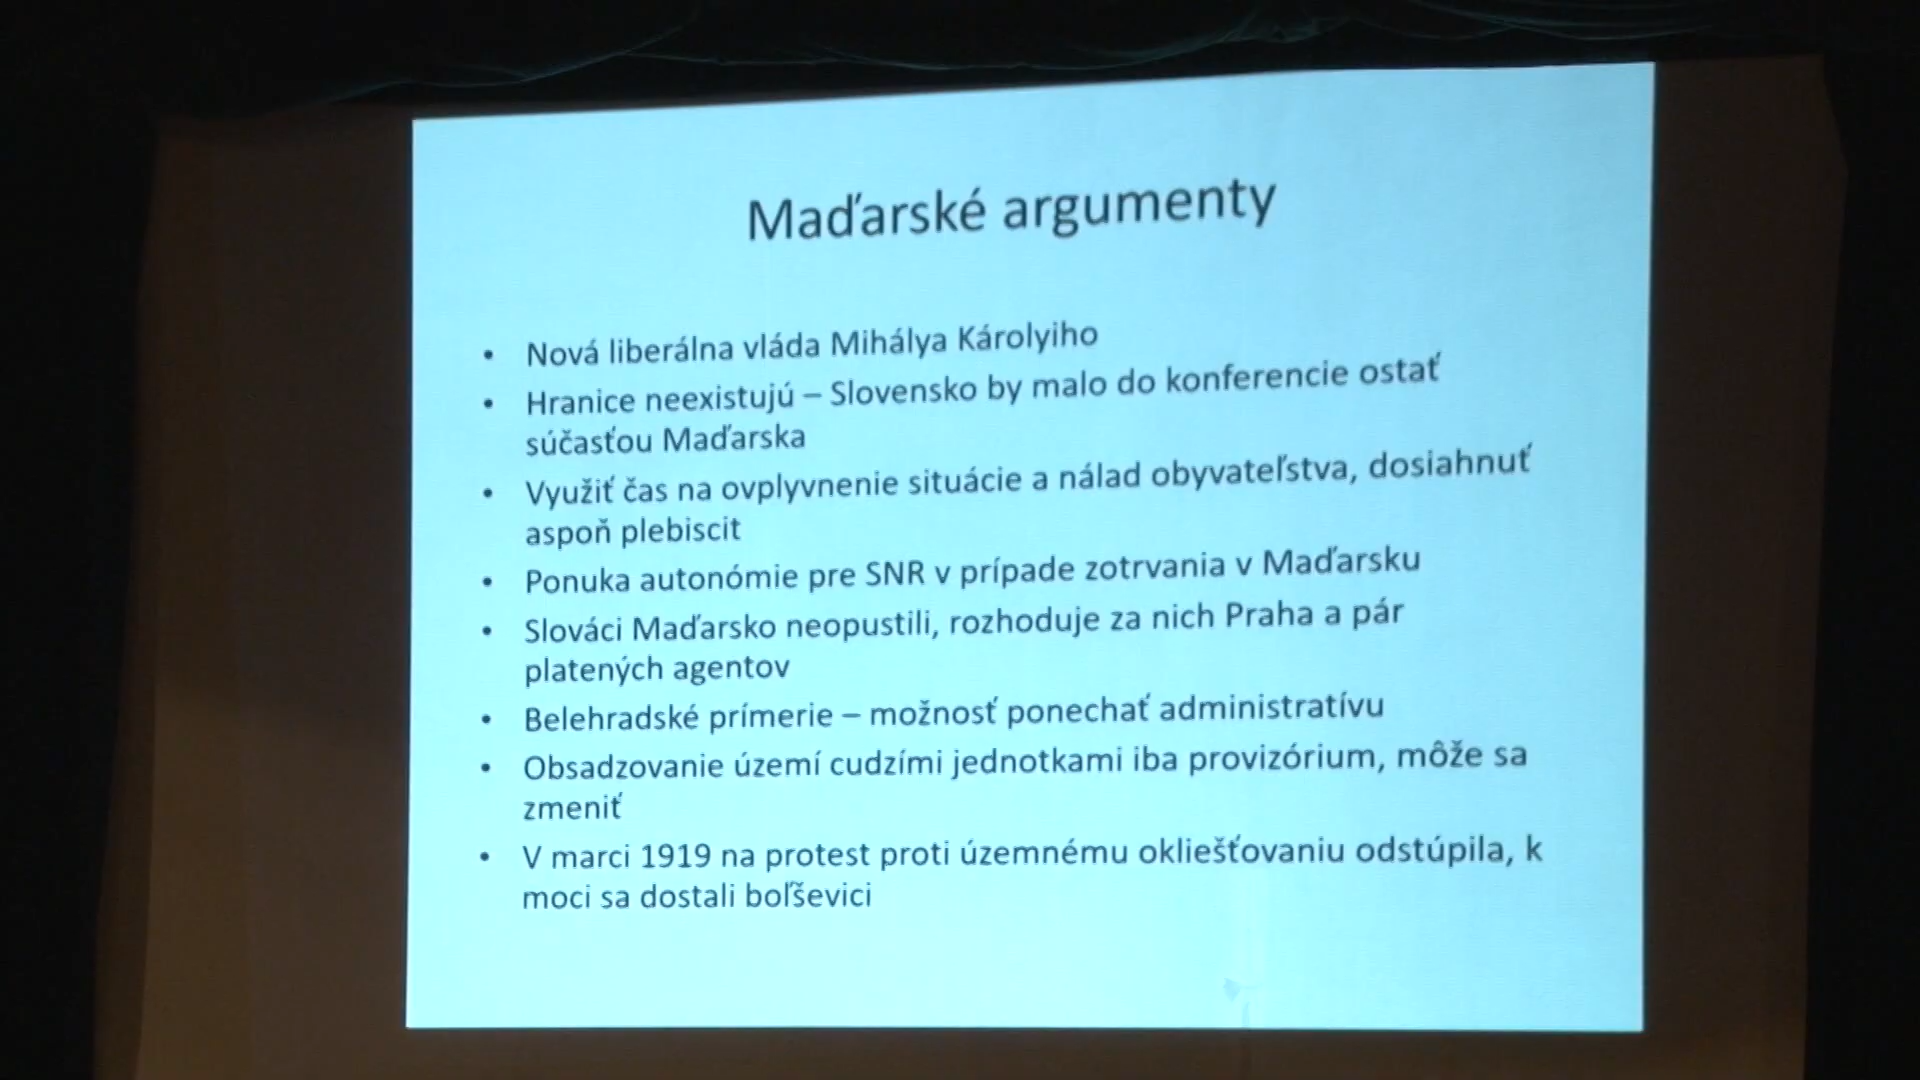 Maďarské argumenty
• Nová liberálna vláda Mihálya Károlyiho
• Hranice neexistujú – Slovensko by malo do konferencie ostať
súčasťou Maďarska
• Využiť čas na ovplyvnenie situácie a nálad obyvateľstva, dosiahnuť
aspoň plebiscit
• Ponuka autonómie pre SNR v prípade zotrvania v Maďarsku
• Slováci Maďarsko neopustili, rozhoduje za nich Praha a pár
platených agentov
• Belehradské prímerie – možnosť ponechať administratívu
• Obsadzovanie území cudzími jednotkami iba provizórium, môže sa
zmeniť
• V marci 1919 na protest proti územnému okliešťovaniu odstúpila, k
moci sa dostali boľševici